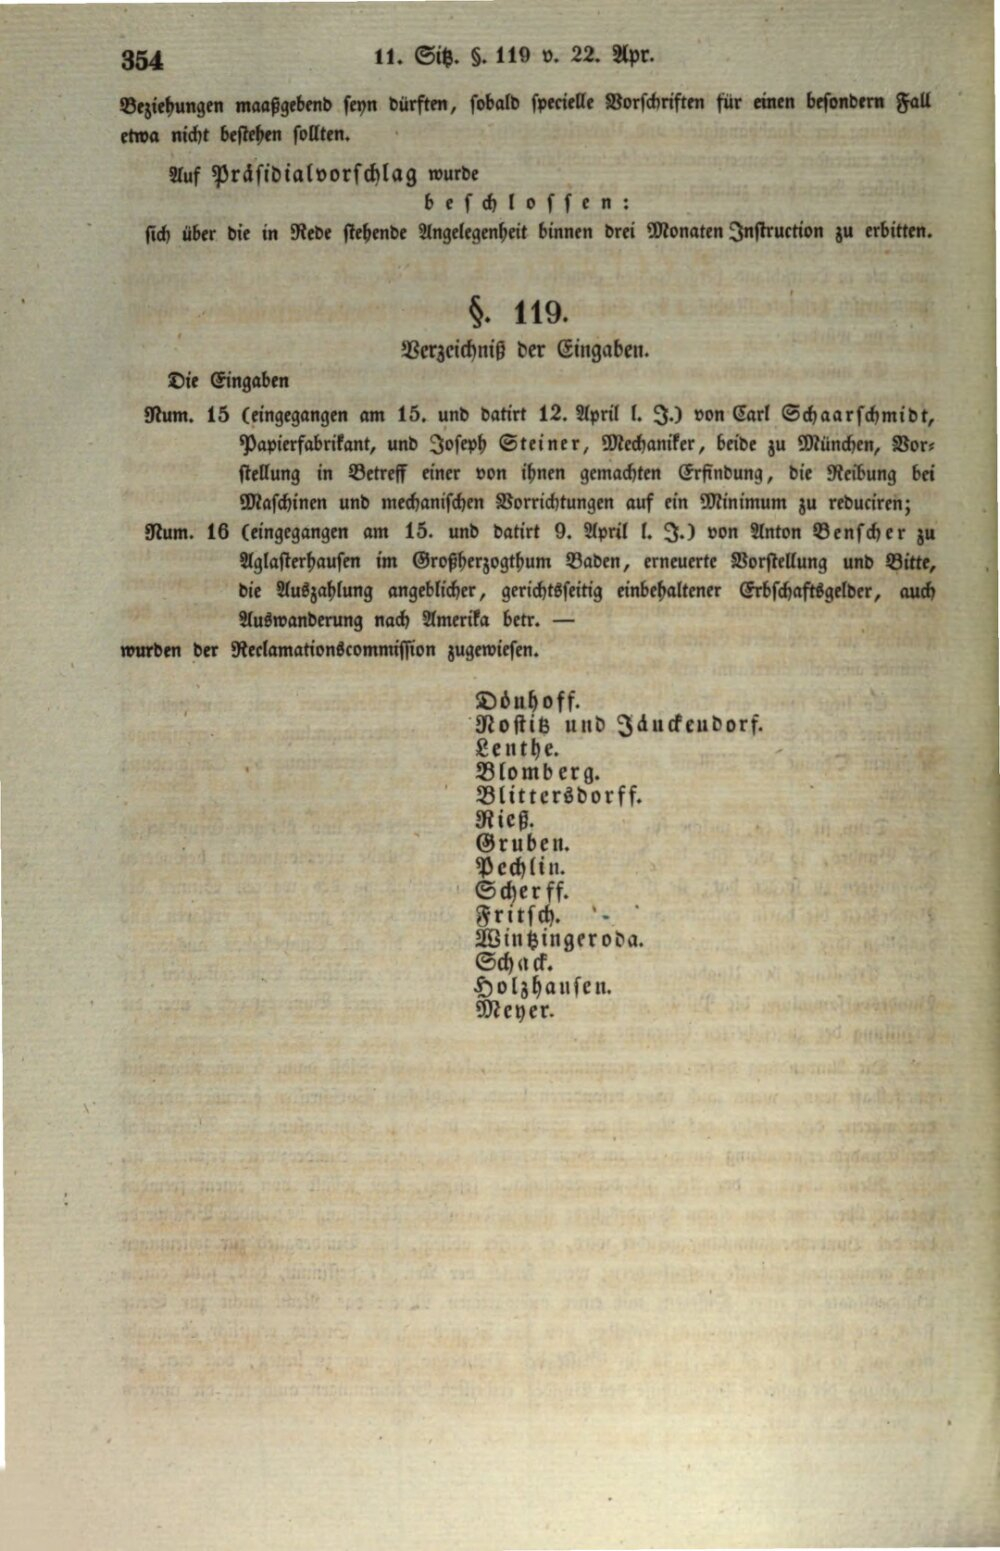 354
11. Sitz. §. 119 v. 22. Apr.
Beziehungen maaßgebend seyn dürften, sobald specielle Vorschriften für einen besondern Fall
etwa nicht bestehen sollten.
Auf Präsidialvorschlag wurde
beschlossen:
sich über die in Rede stehende Angelegenheit binnen drei Monaten Instruction zu erbitten.
§. 119.
Verzeichniß der Eingaben.
Die Eingaben
Num. 15 (eingegangen am 15. und datirt 12. April l. J.) von Carl Schaarschmidt,
Papierfabrikant, und Joseph Steiner, Mechaniker, beide zu München, Vor-
stellung in Betreff einer von ihnen gemachten Erfindung, die Reibung bei
Maschinen und mechanischen Vorrichtungen auf ein Minimum zu reduciren;
Num. 16 (eingegangen am 15. und datirt 9. April l. J.) von Anton Benscher zu
Aglasterhausen im Großherzogthum Baden, erneuerte Vorstellung und Bitte,
die Auszahlung angeblicher, gerichtsseitig einbehaltener Erbschaftsgelder, auch
Auswanderung nach Amerika betr. —
wurden der Reclamationscommission zugewiesen.
Dönhoff.
Nostitz und Jänckendorf.
Lenthe.
Blomberg.
Blittersdorff.
Rieß.
Gruben.
Pechlin.
Scherff.
Fritsch.
Wintzingeroda.
Schack.
Holzhausen.
Meyer.